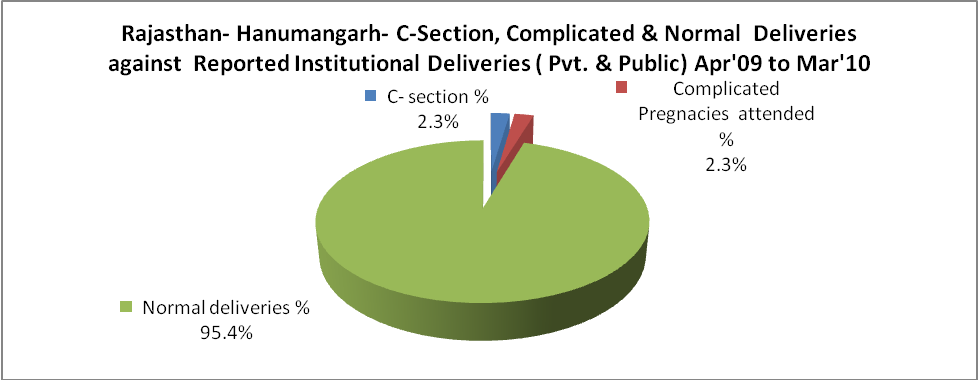 Rajasthan- Hanumangarh- C-Section, Complicated & Normal Deliveries
against Reported Institutional Deliveries ( Pvt. & Public) Apr'09 to Mar'10
C- section %
2.3%
Complicated
Pregnacies attended
%
2.3%
Normal deliveries %
95.4%